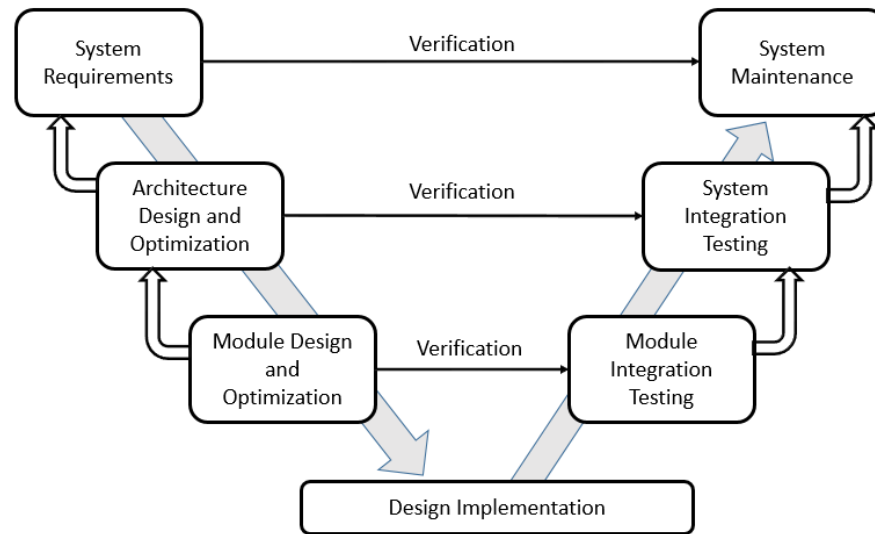 System
Requirements
Verification
System
Maintenance
Architecture
Design and
Optimization
Verification
System
Integration
Testing
Module Design
and
Optimization
Verification
Module
Integration
Testing
Design Implementation